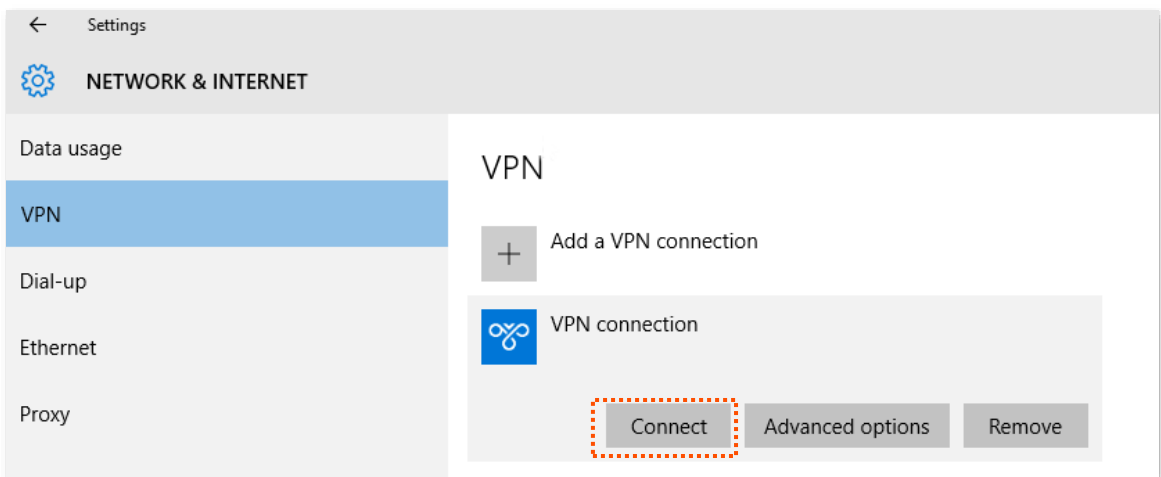 Settings
NETWORK & INTERNET
Data usage
VPN
Dial-up
Ethernet
Proxy
VPN
Add a VPN connection
VPN connection
Connect
Advanced options
Remove